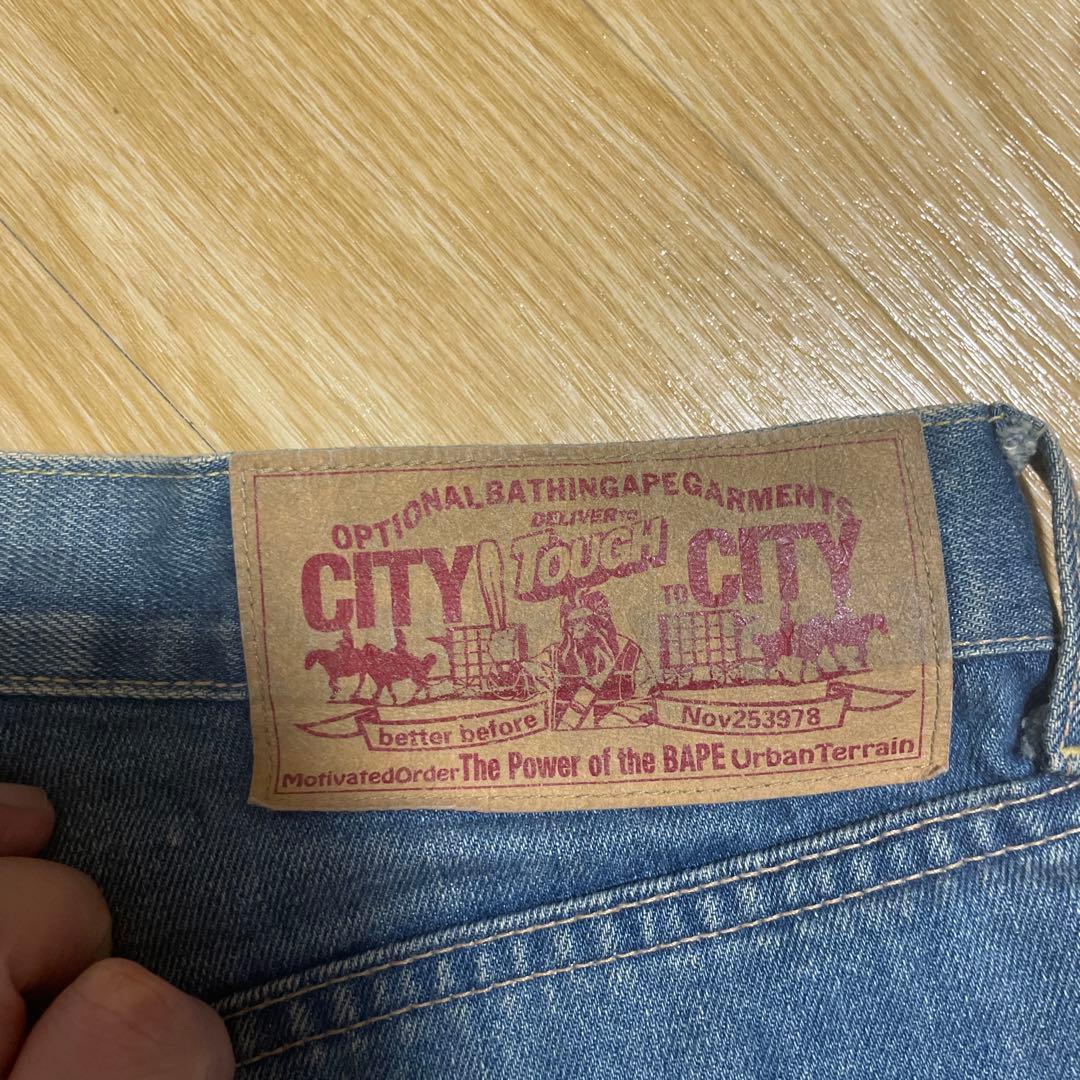 OPTIONALBATHINGAPEGARMENTS
DELIVER TO
CITY TOUGH TO CITY
better before Nov253978
MotivatedOrder The Power of the BAPE UrbanTerrain